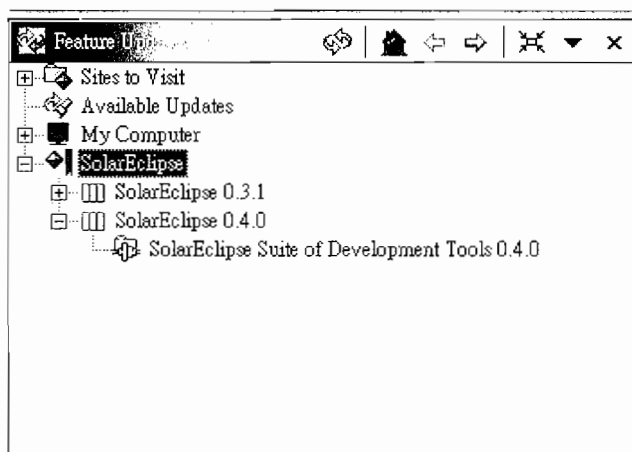 Feature
Sites to Visit
Available Updates
My Computer
SolarEclipse
SolarEclipse 0.3.1
SolarEclipse 0.4.0
SolarEclipse Suite of Development Tools 0.4.0